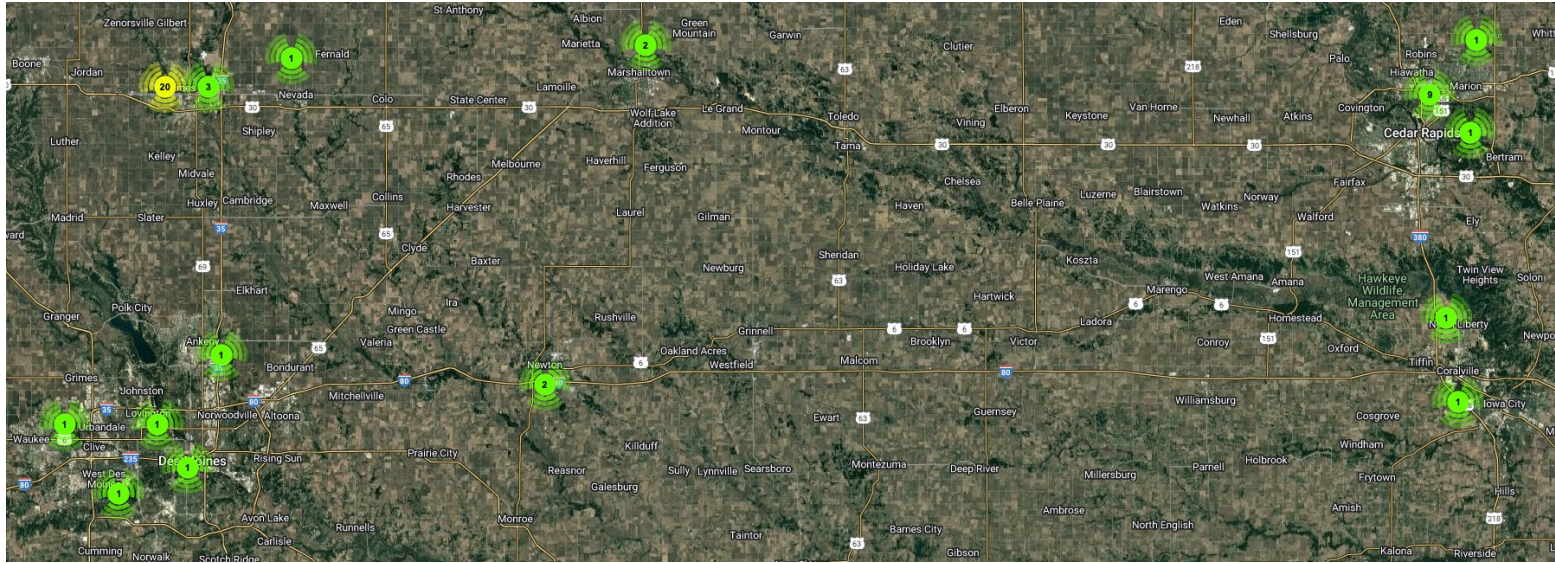 St Anthony
Albion
Green
Mountain
Zenorsville
Gilbert
Marietta
Garwin
Clutier
Eden
Shellsburg
Robins
Palo
Hiawatha
Marion
Boone
Jordan
Fernald
1
2
1
20
3
9
1
Marshalltown
63
218
151
Nevada
30
Colo
State Center
30
Lamoille
Wolf Lake
Addition
Le Grand
Toledo
Elberon
Van Horne
Keystone
Newhall
Atkins
Covington
Cedar Rapids
Luther
Shipley
65
Montour
Vining
Tama
30
30
30
Bertram
Kelley
Midvale
Melbourne
Haverhill
Ferguson
Rhodes
Chelsea
Luzerne
Blairstown
Norway
Fairfax
30
Huxley
Cambridge
Maxwell
Collins
Harvester
Haven
Belle Plaine
Watkins
Walford
Madrid
Slater
Laurel
Gilman
Ely
35
65
380
Clyde
Sheridan
151
69
Baxter
Newburg
Holiday Lake
Koszta
West Amana
Amana
Hawkeye
Wildlife
Management
Area
Twin View
Heights
Solon
63
Elkhart
Polk City
Granger
Mingo
Ira
Rushville
Hartwick
6
Marengo
6
Green Castle
Valeria
Grinnell
6
6
Ladora
Homestead
1
Brooklyn
Victor
Conroy
151
Oxford
65
1
Oakland Acres
Westfield
6
Malcom
Tiffin
Coralville
Bondurant
Newton
2
80
80
Grimes
Johnston
Mitchellville
80
Williamsburg
1
Iowa City
35
Norwoodville
Altoona
Ewart
63
Guernsey
Cosgrove
1
Urbandale
1
Waukee
Clive
Windham
Killduff
Prairie City
235
Des Moines
Rising Sun
1
Reasnor
Sully
Lynnville
Searsboro
Montezuma
Deep River
Millersburg
Parnell
Holbrook
Frytown
80
West Des
1
Galesburg
Hills
Ambrose
Amish
Avon Lake
Runnells
Monroe
Taintor
Barnes City
North English
218
Carlisle
63
Cumming
Norwalk
Scotch Ridge
Gibson
Kalona
Riverside